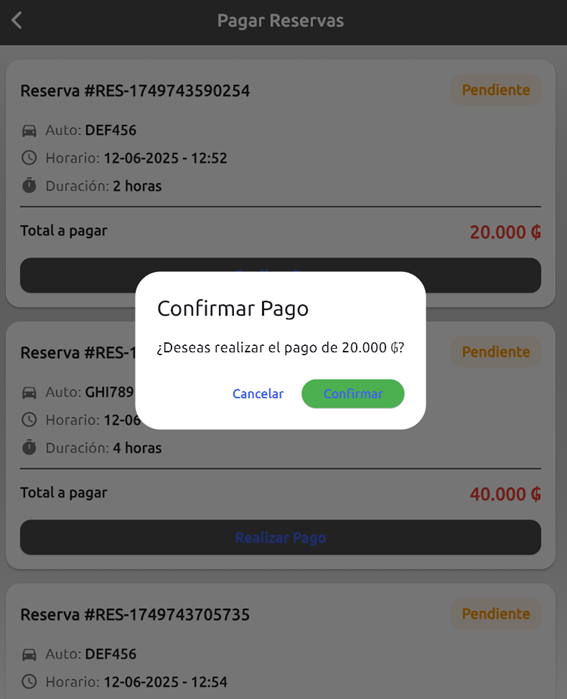 Pagar Reservas
Reserva #RES-1749743590254 Pendiente
Auto: DEF456
Horario: 12-06-2025 - 12:52
Duración: 2 horas
Total a pagar 20.000 ₲
Confirmar Pago
¿Deseas realizar el pago de 20.000 ₲?
Cancelar Confirmar
Reserva #RES-1 Pendiente
Auto: GHI789
Horario: 12-06
Duración: 4 horas
Total a pagar 40.000 ₲
Realizar Pago
Reserva #RES-1749743705735 Pendiente
Auto: DEF456
Horario: 12-06-2025 - 12:54